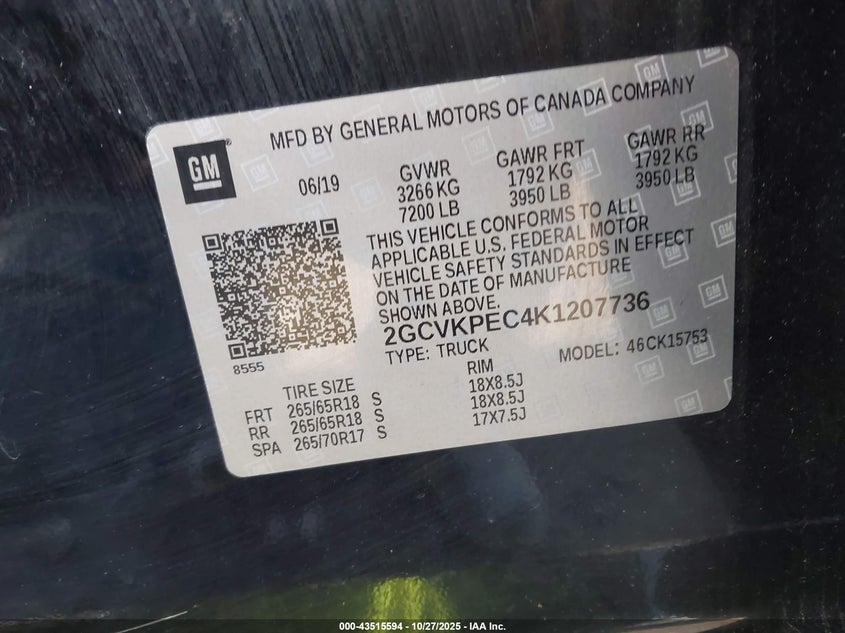 MFD BY GENERAL MOTORS OF CANADA COMPANY
GM
06/19 GVWR GAWR FRT GAWR RR
3266 KG 1792 KG 1792 KG
7200 LB 3950 LB 3950 LB
THIS VEHICLE CONFORMS TO ALL
APPLICABLE U.S. FEDERAL MOTOR
VEHICLE SAFETY STANDARDS IN EFFECT
ON THE DATE OF MANUFACTURE
SHOWN ABOVE.
2GCVKPEC4K1207736
8555 TYPE: TRUCK MODEL: 46CK15753
TIRE SIZE RIM
FRT 265/65R18 S 18X8.5J
RR 265/65R18 S 18X8.5J
SPA 265/70R17 S 17X7.5J
000-43515594 - 10/27/2025 - IAA Inc.